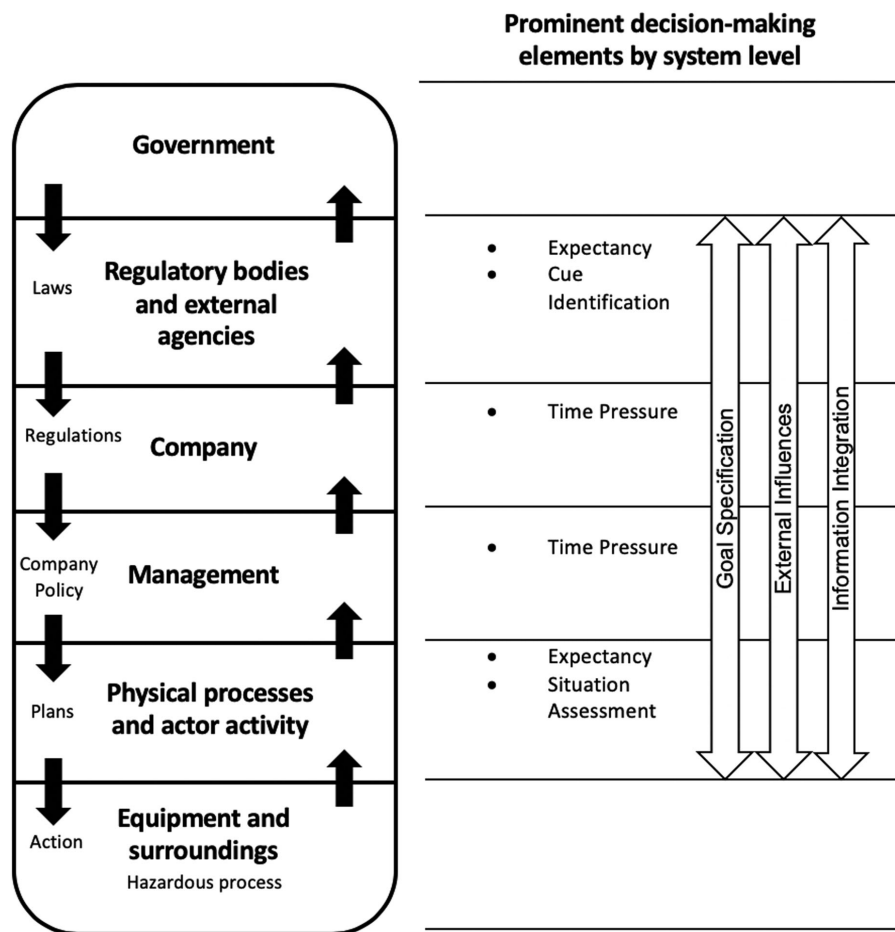 Prominent decision-making
elements by system level
Government
Laws
Regulatory bodies
and external
agencies
• Expectancy
• Cue
Identification
Regulations
Company
• Time Pressure
Company
Policy
Management
• Time Pressure
Plans
Physical processes
and actor activity
• Expectancy
• Situation
Assessment
Action
Equipment and
surroundings
Hazardous process
Goal Specification
External Influences
Information Integration